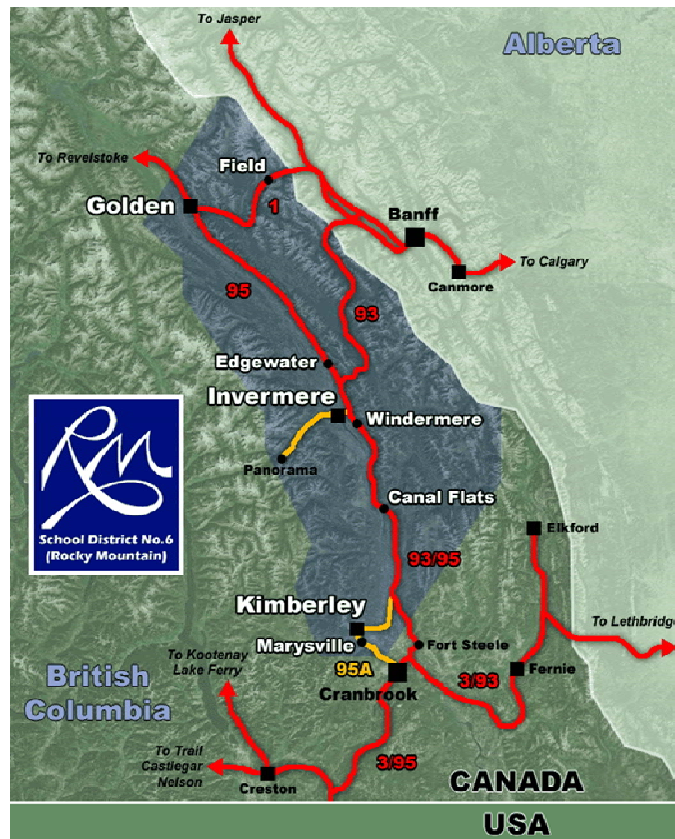 To Jasper
Alberta
To Revelstoke
Field
Golden
1
Banff
To Calgary
Canmore
95
93
Edgewater
Invermere
Windermere
Panorama
RM
School District No.6
(Rocky Mountain)
Canal Flats
Elkford
93/95
Kimberley
To Lethbridge
Marysville
Fort Steele
To Kootenay
Lake Ferry
95A
Fernie
British
Columbia
Cranbrook
3/93
To Trail
Castlegar
Nelson
3/95
Creston
CANADA
USA